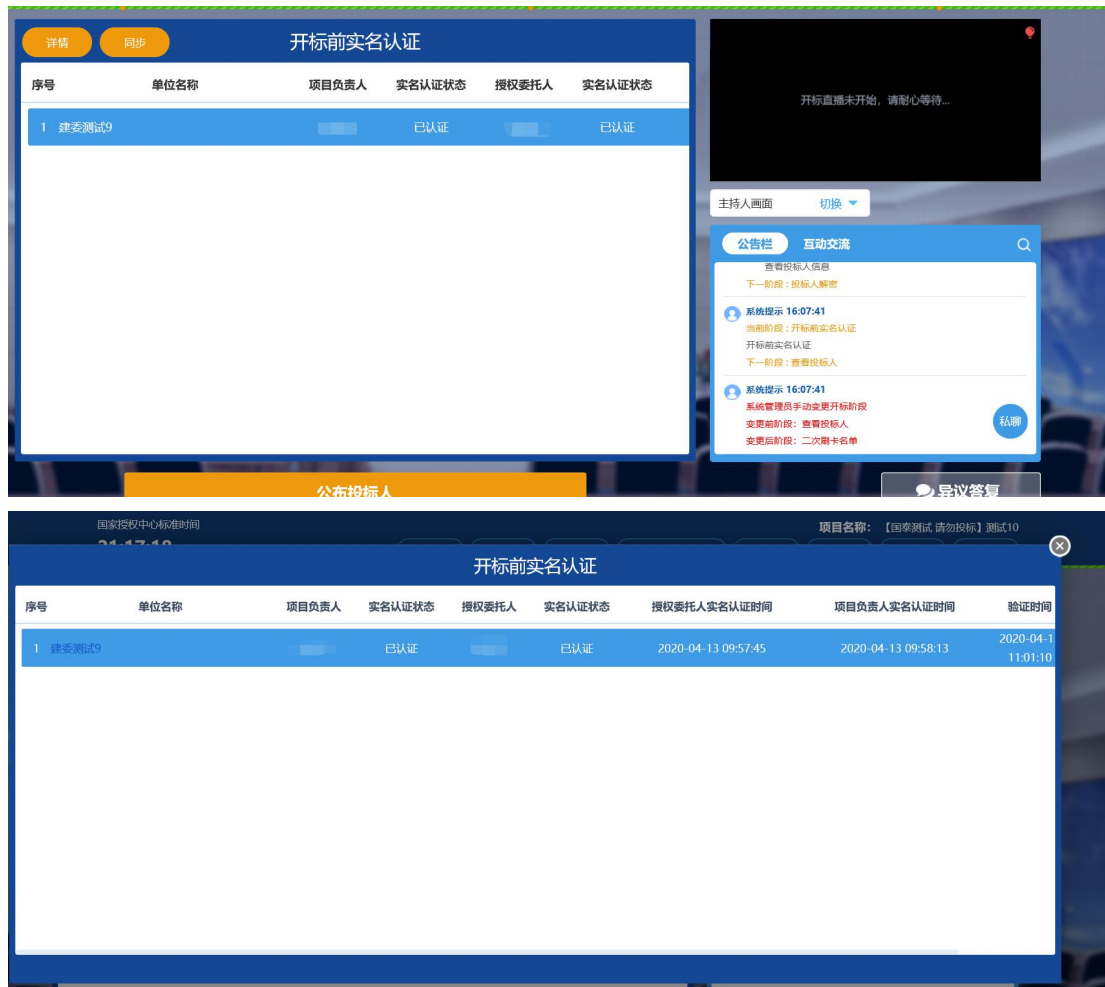 详情 同步 开标前实名认证
序号 单位名称 项目负责人 实名认证状态 授权委托人 实名认证状态
1 建委测试9 已认证 已认证
开标直播未开始，请耐心等待...
主持人画面 切换
公告栏 互动交流
查看投标人信息
下一阶段：投标人解密
系统提示 16:07:41
当前阶段：开标前实名认证
开标前实名认证
下一阶段：查看投标人
系统提示 16:07:41
系统管理员手动变更开标阶段
变更前阶段：查看投标人
变更后阶段：二次刷卡名单
私聊
公布投标人
异议答复
国家授权中心标准时间
项目名称：【国泰测试 请勿投标】测试10
开标前实名认证
序号 单位名称 项目负责人 实名认证状态 授权委托人 实名认证状态 授权委托人实名认证时间 项目负责人实名认证时间 验证时间
1 建委测试9 已认证 已认证 2020-04-13 09:57:45 2020-04-13 09:58:13 2020-04-1
11:01:10